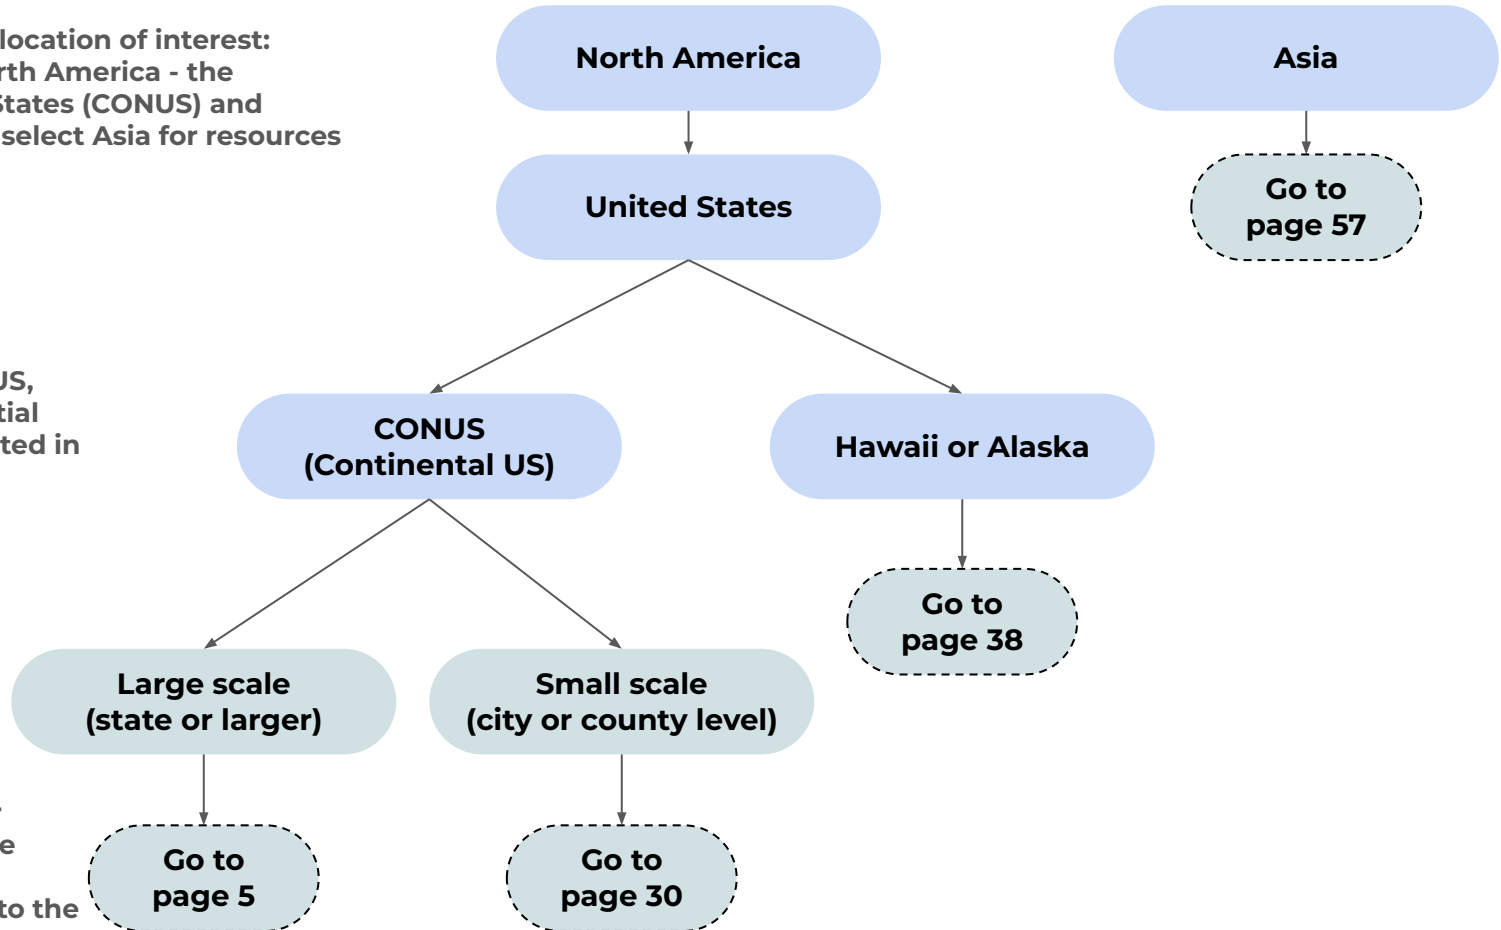 location of interest:
rth America - the
States (CONUS) and
select Asia for resources
North America
Asia
United States
Go to
page 57
US,
tial
ted in
CONUS
(Continental US)
Hawaii or Alaska
Go to
page 38
Large scale
(state or larger)
Small scale
(city or county level)
e
to the
Go to
page 5
Go to
page 30